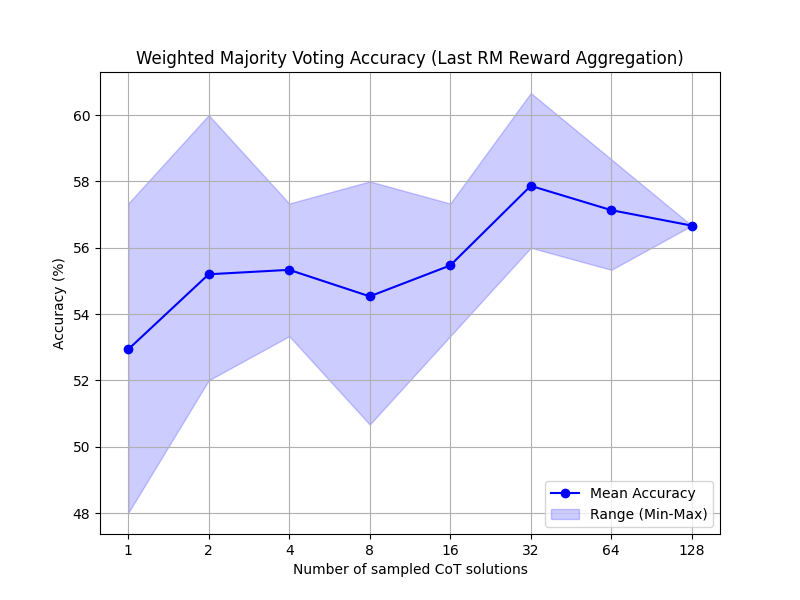 Weighted Majority Voting Accuracy (Last RM Reward Aggregation)
Accuracy (%)
60
58
56
54
52
50
48
Mean Accuracy
Range (Min-Max)
1 2 4 8 16 32 64 128
Number of sampled CoT solutions